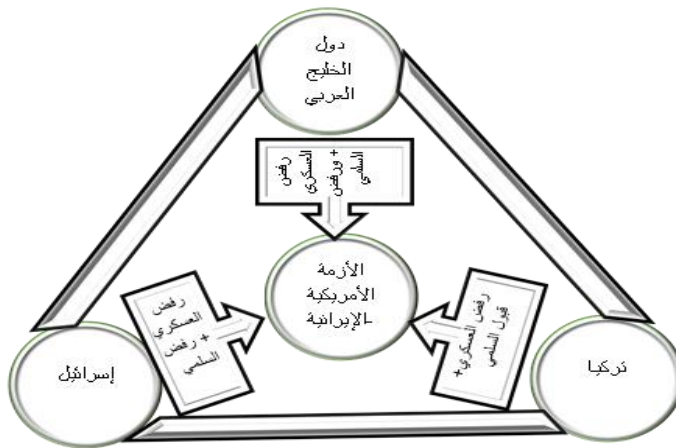 دول
الخليج
العربي
رفض
العسكري
+ ورفض
السلمي
الأزمة
الأمريكية
-الإيرانية
رفض
العسكري
+ رفض
السلمي
رفض العسكري+
قبول السلمي
إسرائيل
تركيا